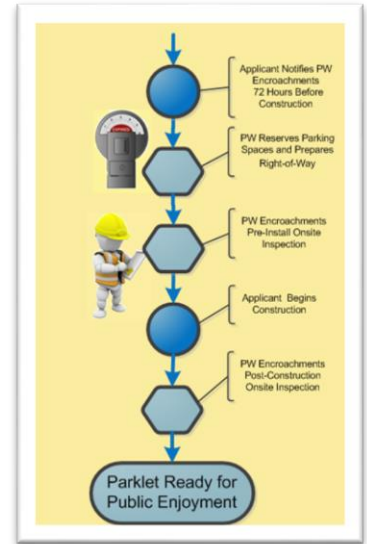 Applicant Notifies PW
Encroachments
72 Hours Before
Construction
PW Reserves Parking
Spaces and Prepares
Right-of-Way
PW Encroachments
Pre-Install Onsite
Inspection
Applicant Begins
Construction
PW Encroachments
Post-Construction
Onsite Inspection
Parklet Ready for
Public Enjoyment